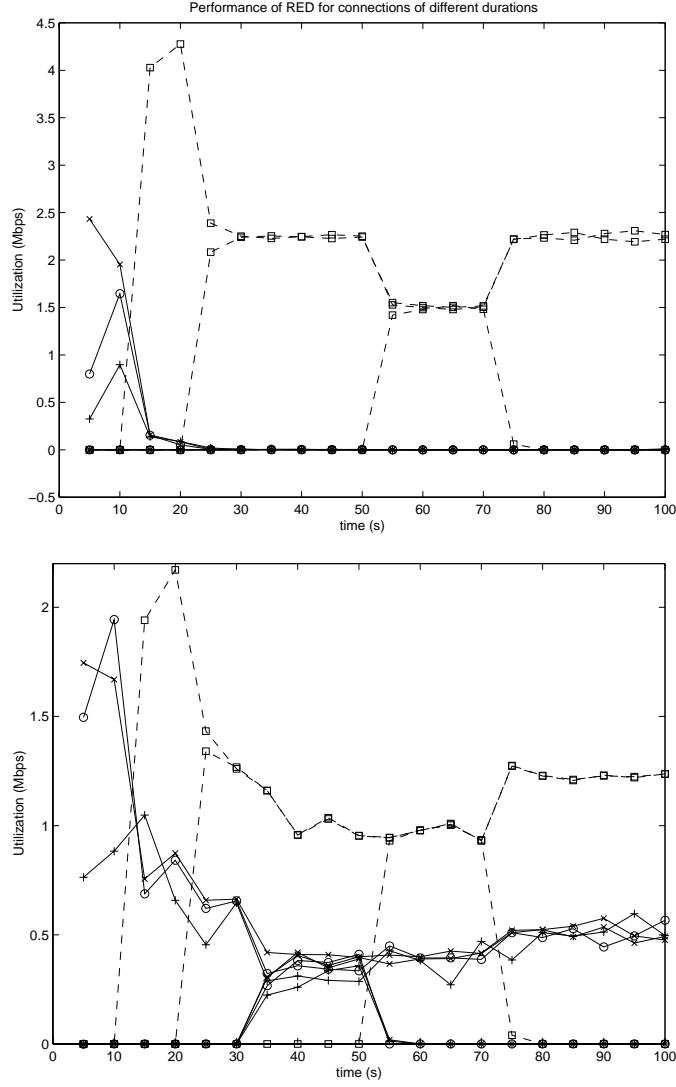 Performance of RED for connections of different durations
4.5
4
3.5
3
2.5
2
1.5
1
0.5
0
−0.5
Utilization (Mbps)
0 10 20 30 40 50 60 70 80 90 100
time (s)
2
1.5
1
0.5
0
Utilization (Mbps)
0 10 20 30 40 50 60 70 80 90 100
time (s)